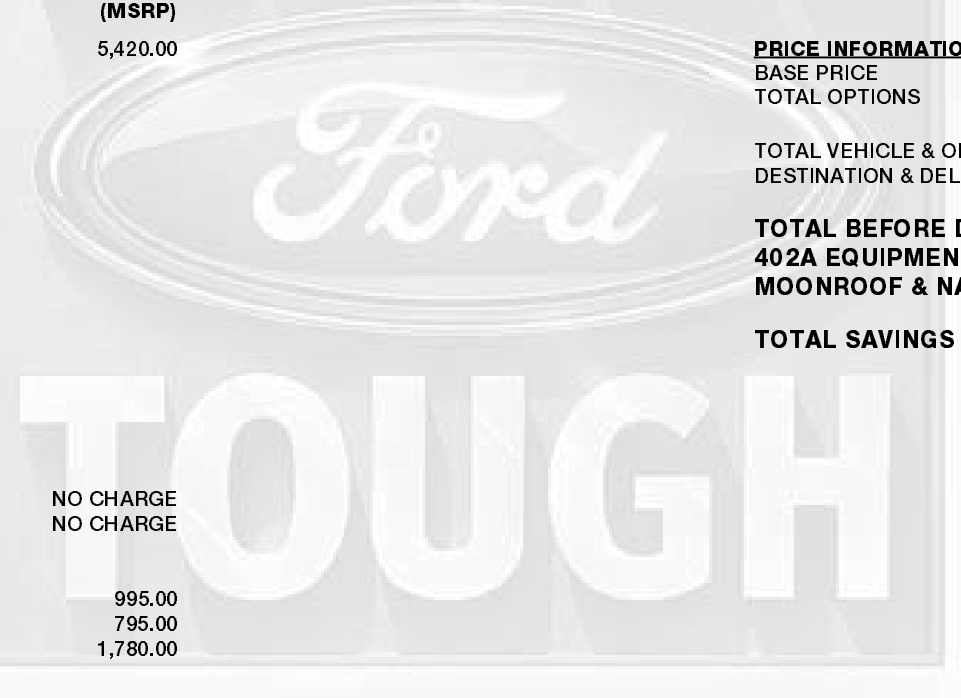 (MSRP)
5,420.00
Ford
TOUGH
NO CHARGE
NO CHARGE
995.00
795.00
1,780.00
PRICE INFORMATIO
BASE PRICE
TOTAL OPTIONS
TOTAL VEHICLE & O
DESTINATION & DEL
TOTAL BEFORE D
402A EQUIPMEN
MOONROOF & NA
TOTAL SAVINGS